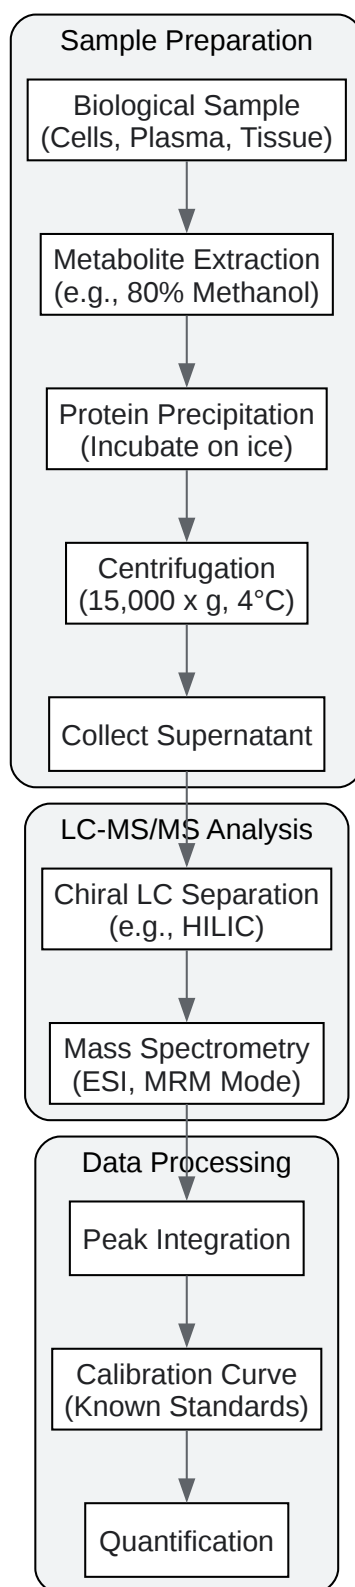 Sample Preparation
Biological Sample
(Cells, Plasma, Tissue)
Metabolite Extraction
(e.g., 80% Methanol)
Protein Precipitation
(Incubate on ice)
Centrifugation
(15,000 x g, 4°C)
Collect Supernatant
LC-MS/MS Analysis
Chiral LC Separation
(e.g., HILIC)
Mass Spectrometry
(ESI, MRM Mode)
Data Processing
Peak Integration
Calibration Curve
(Known Standards)
Quantification